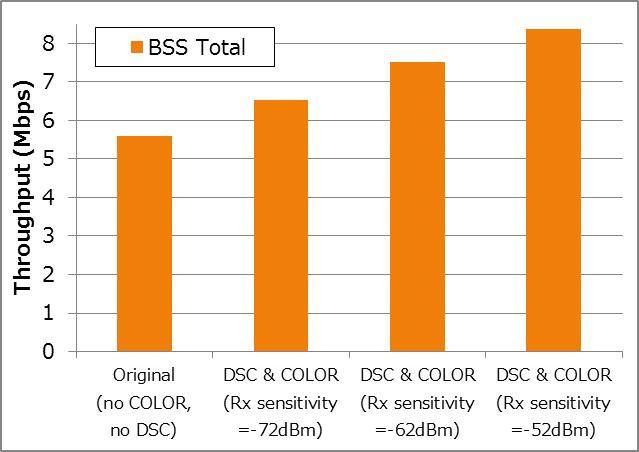 BSS Total
Throughput (Mbps)
8
7
6
5
4
3
2
1
0
Original
(no COLOR,
no DSC)
DSC & COLOR
(Rx sensitivity
=-72dBm)
DSC & COLOR
(Rx sensitivity
=-62dBm)
DSC & COLOR
(Rx sensitivity
=-52dBm)